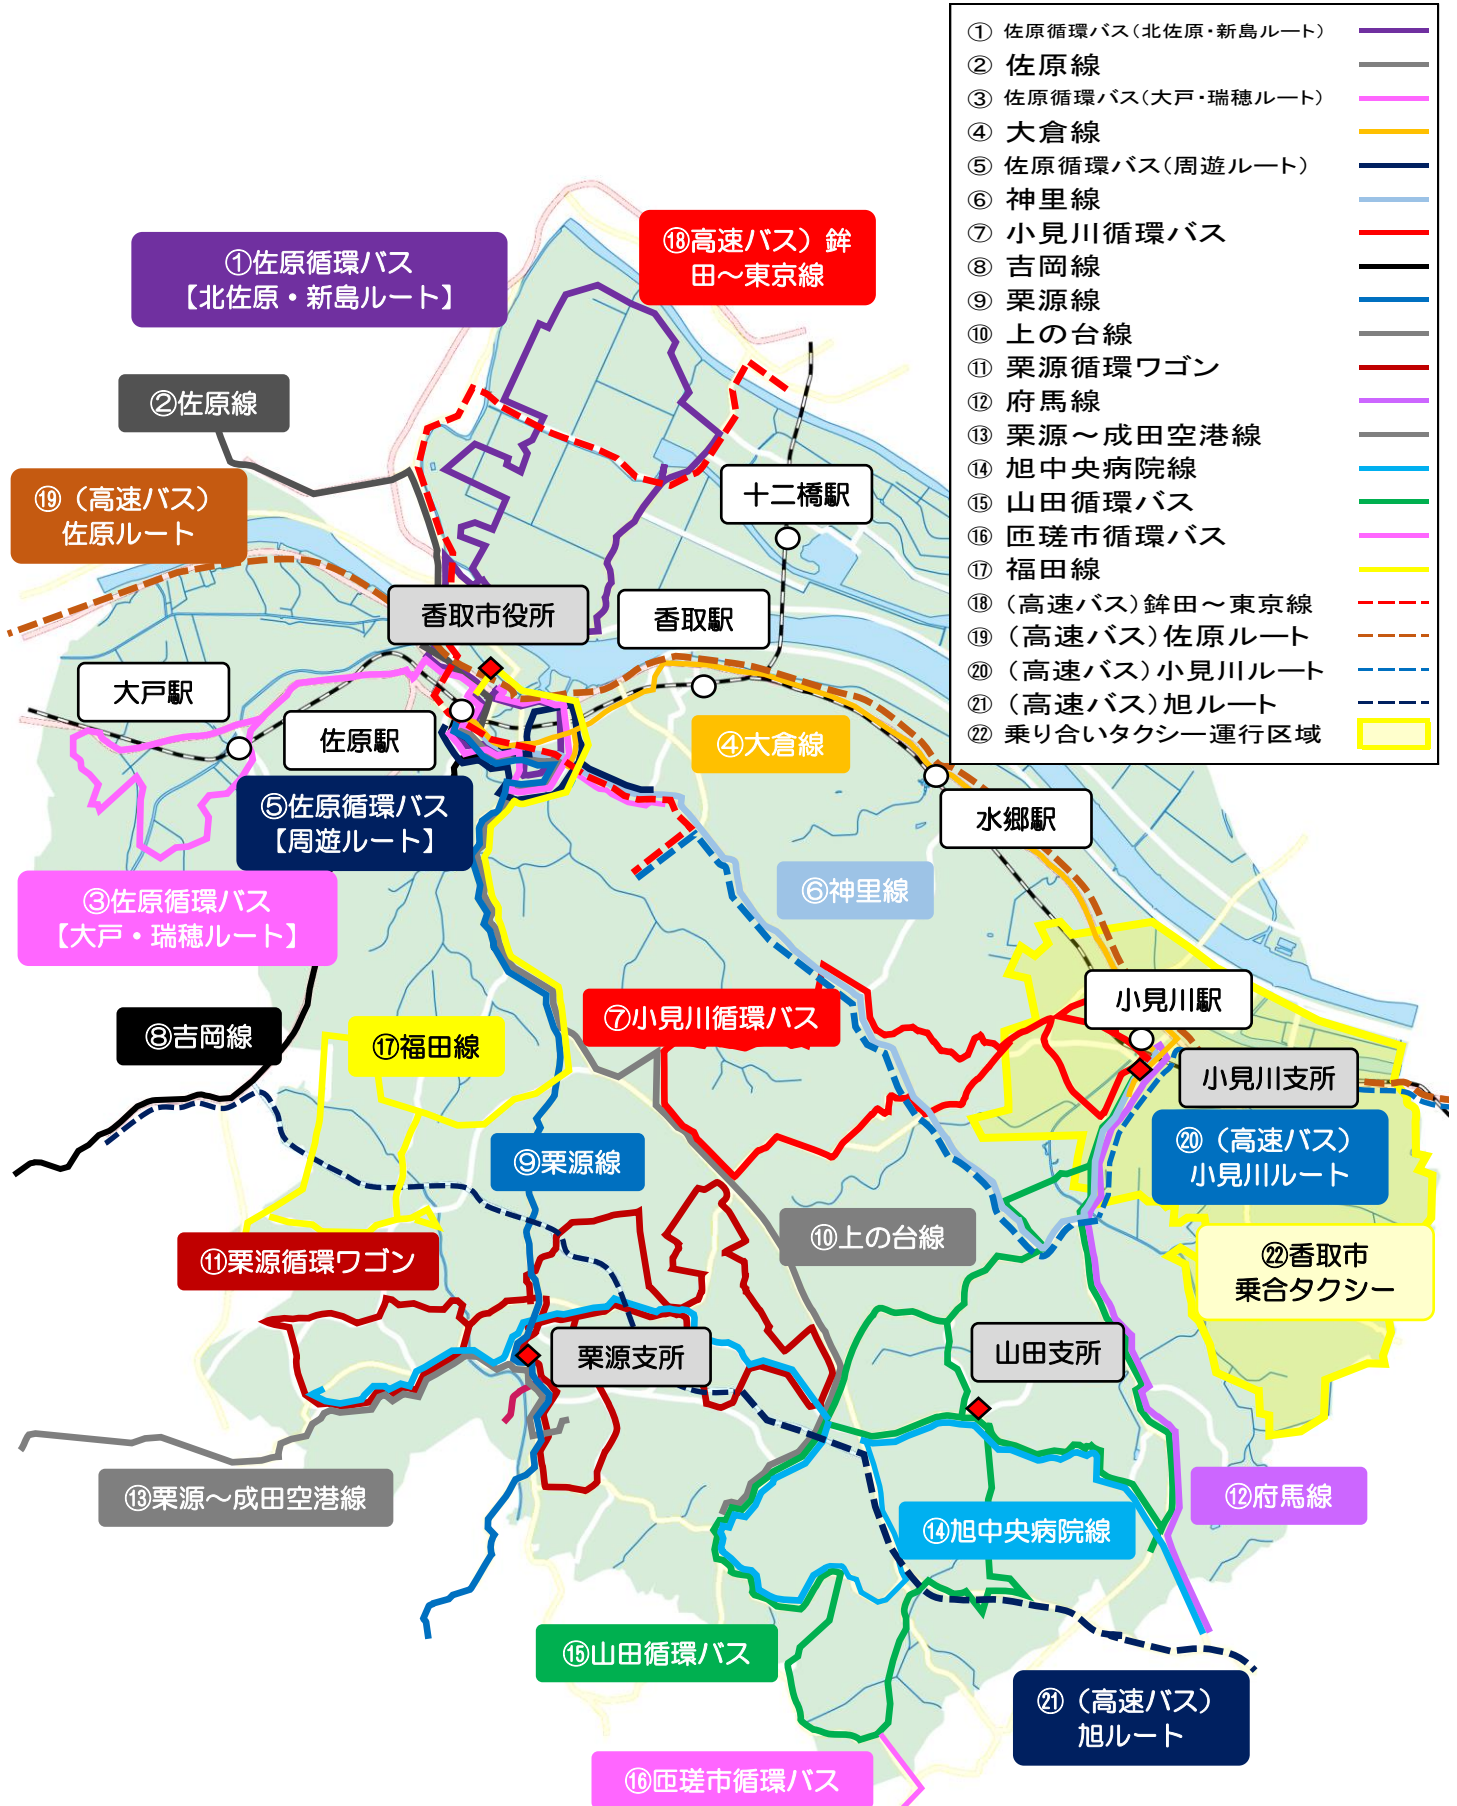 ① 佐原循環バス（北佐原・新島ルート）
② 佐原線
③ 佐原循環バス（大戸・瑞穂ルート）
④ 大倉線
⑤ 佐原循環バス（周遊ルート）
⑥ 神里線
⑦ 小見川循環バス
⑧ 吉岡線
⑨ 栗源線
⑩ 上の台線
⑪ 栗源循環ワゴン
⑫ 府馬線
⑬ 栗源～成田空港線
⑭ 旭中央病院線
⑮ 山田循環バス
⑯ 匝瑳市循環バス
⑰ 福田線
⑱ （高速バス）鉾田～東京線
⑲ （高速バス）佐原ルート
⑳ （高速バス）小見川ルート
㉑ （高速バス）旭ルート
㉒ 乗り合いタクシー運行区域
①佐原循環バス
【北佐原・新島ルート】
⑱高速バス）鉾
田～東京線
②佐原線
⑲（高速バス）
佐原ルート
十二橋駅
香取市役所
香取駅
大戸駅
佐原駅
④大倉線
⑤佐原循環バス
【周遊ルート】
水郷駅
③佐原循環バス
【大戸・瑞穂ルート】
⑥神里線
小見川駅
⑦小見川循環バス
⑧吉岡線
⑰福田線
小見川支所
⑳（高速バス）
小見川ルート
⑨栗源線
⑩上の台線
⑪栗源循環ワゴン
㉒香取市
乗合タクシー
栗源支所
山田支所
⑬栗源～成田空港線
⑫府馬線
⑭旭中央病院線
⑮山田循環バス
㉑（高速バス）
旭ルート
⑯匝瑳市循環バス